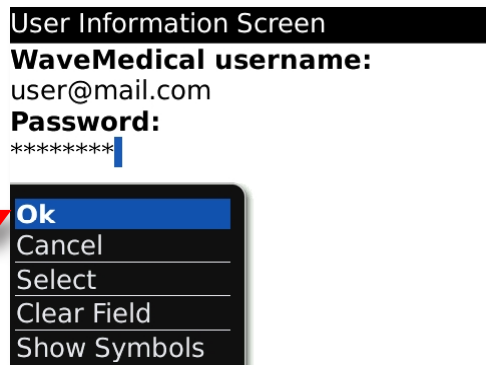 User Information Screen
WaveMedical username:
user@mail.com
Password:
********
Ok
Cancel
Select
Clear Field
Show Symbols